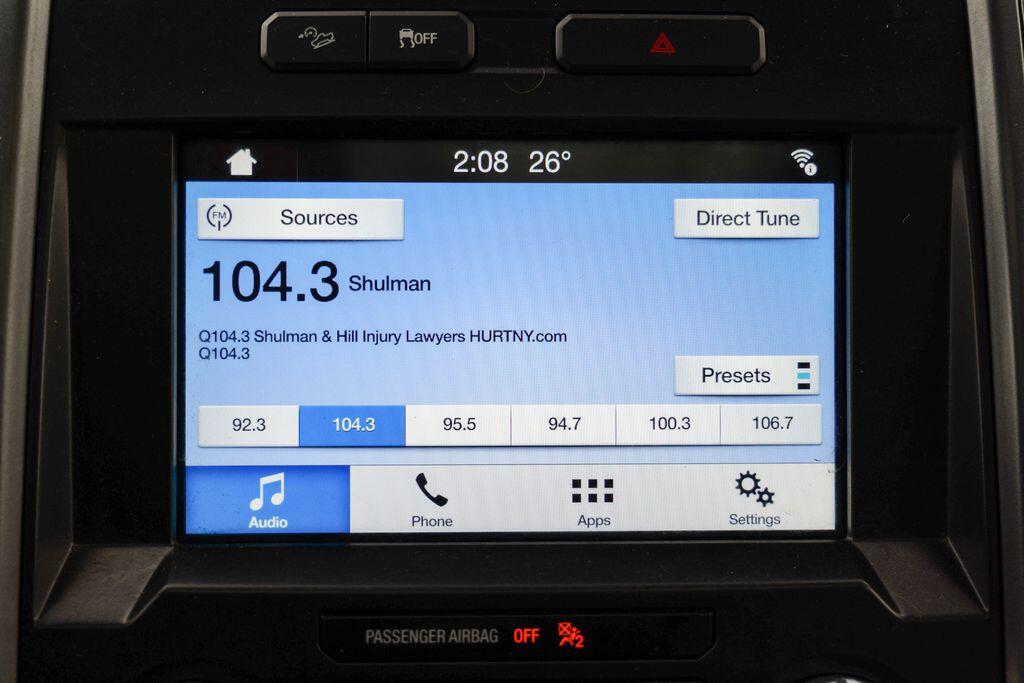 OFF
2:08 26°
FM Sources Direct Tune
104.3 Shulman
Q104.3 Shulman & Hill Injury Lawyers HURTNY.com
Q104.3
Presets
92.3 104.3 95.5 94.7 100.3 106.7
Audio Phone Apps Settings
PASSENGER AIRBAG OFF 2